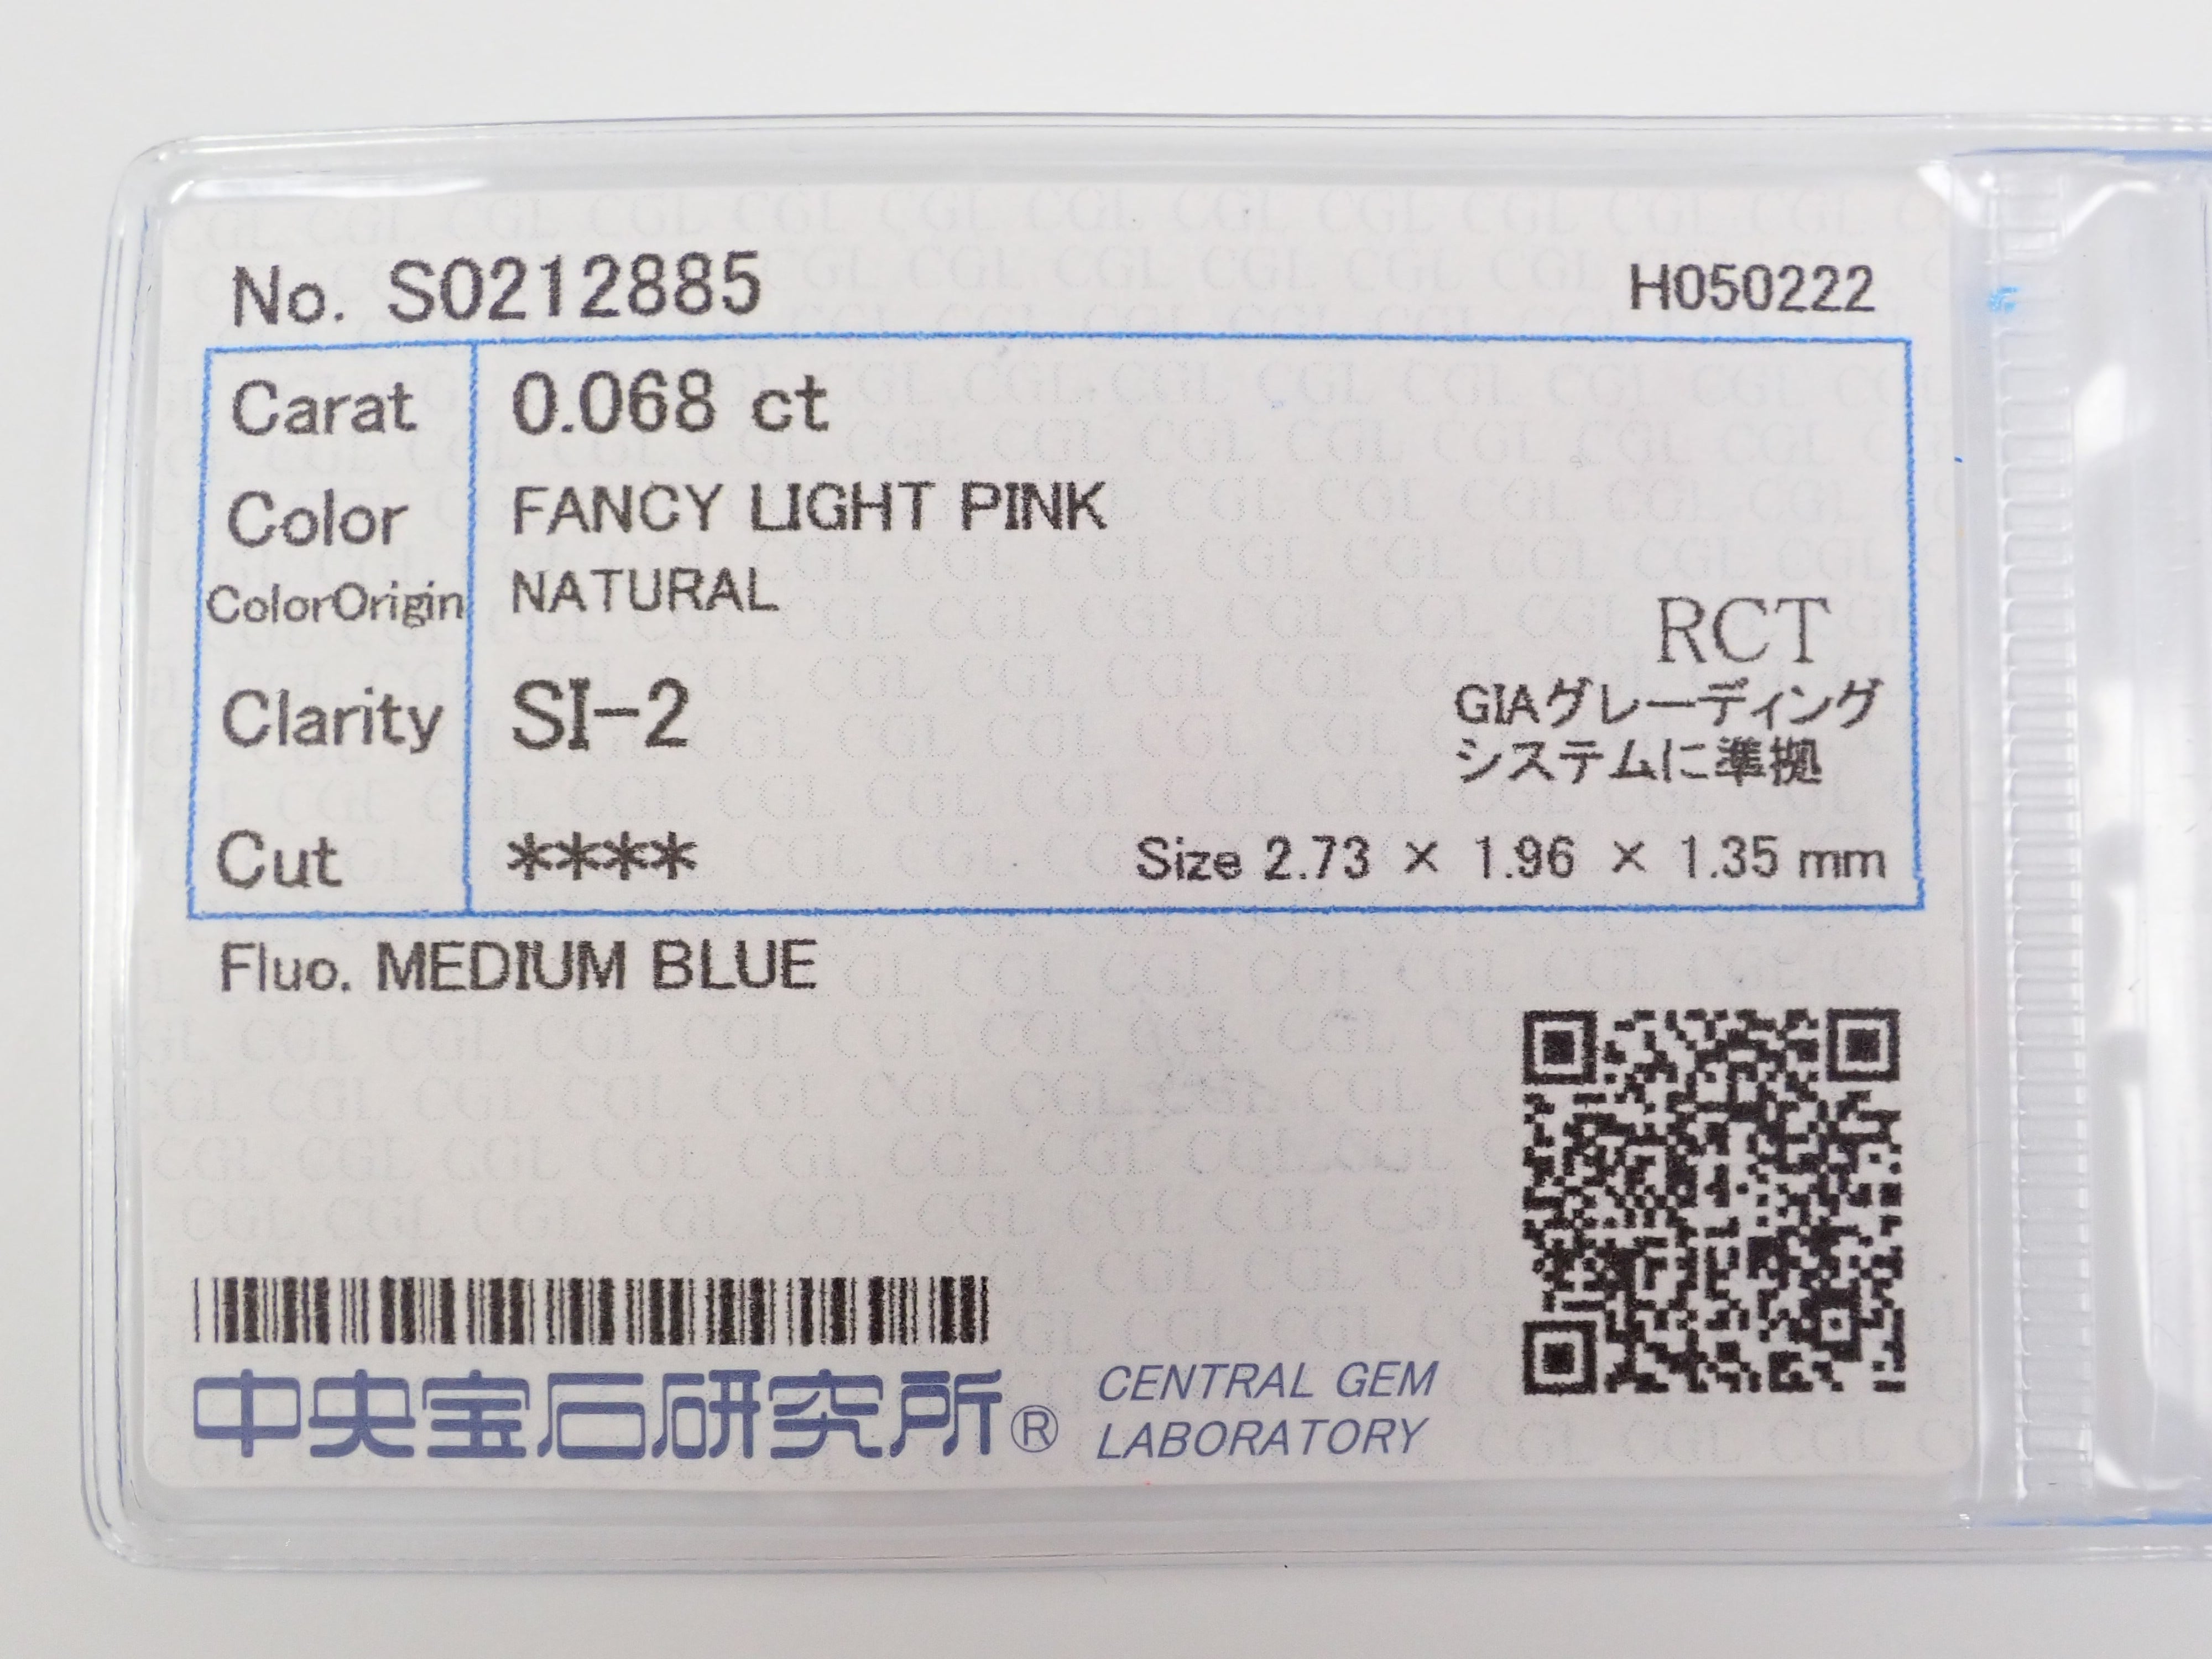 No. S0212885 H050222
Carat 0.068 ct
Color FANCY LIGHT PINK
ColorOrigin NATURAL
RCT
GIAグレーディング
システムに準拠
Clarity SI-2
Cut **** Size 2.73 × 1.96 × 1.35 mm
Fluo. MEDIUM BLUE
中央宝石研究所® CENTRAL GEM
LABORATORY